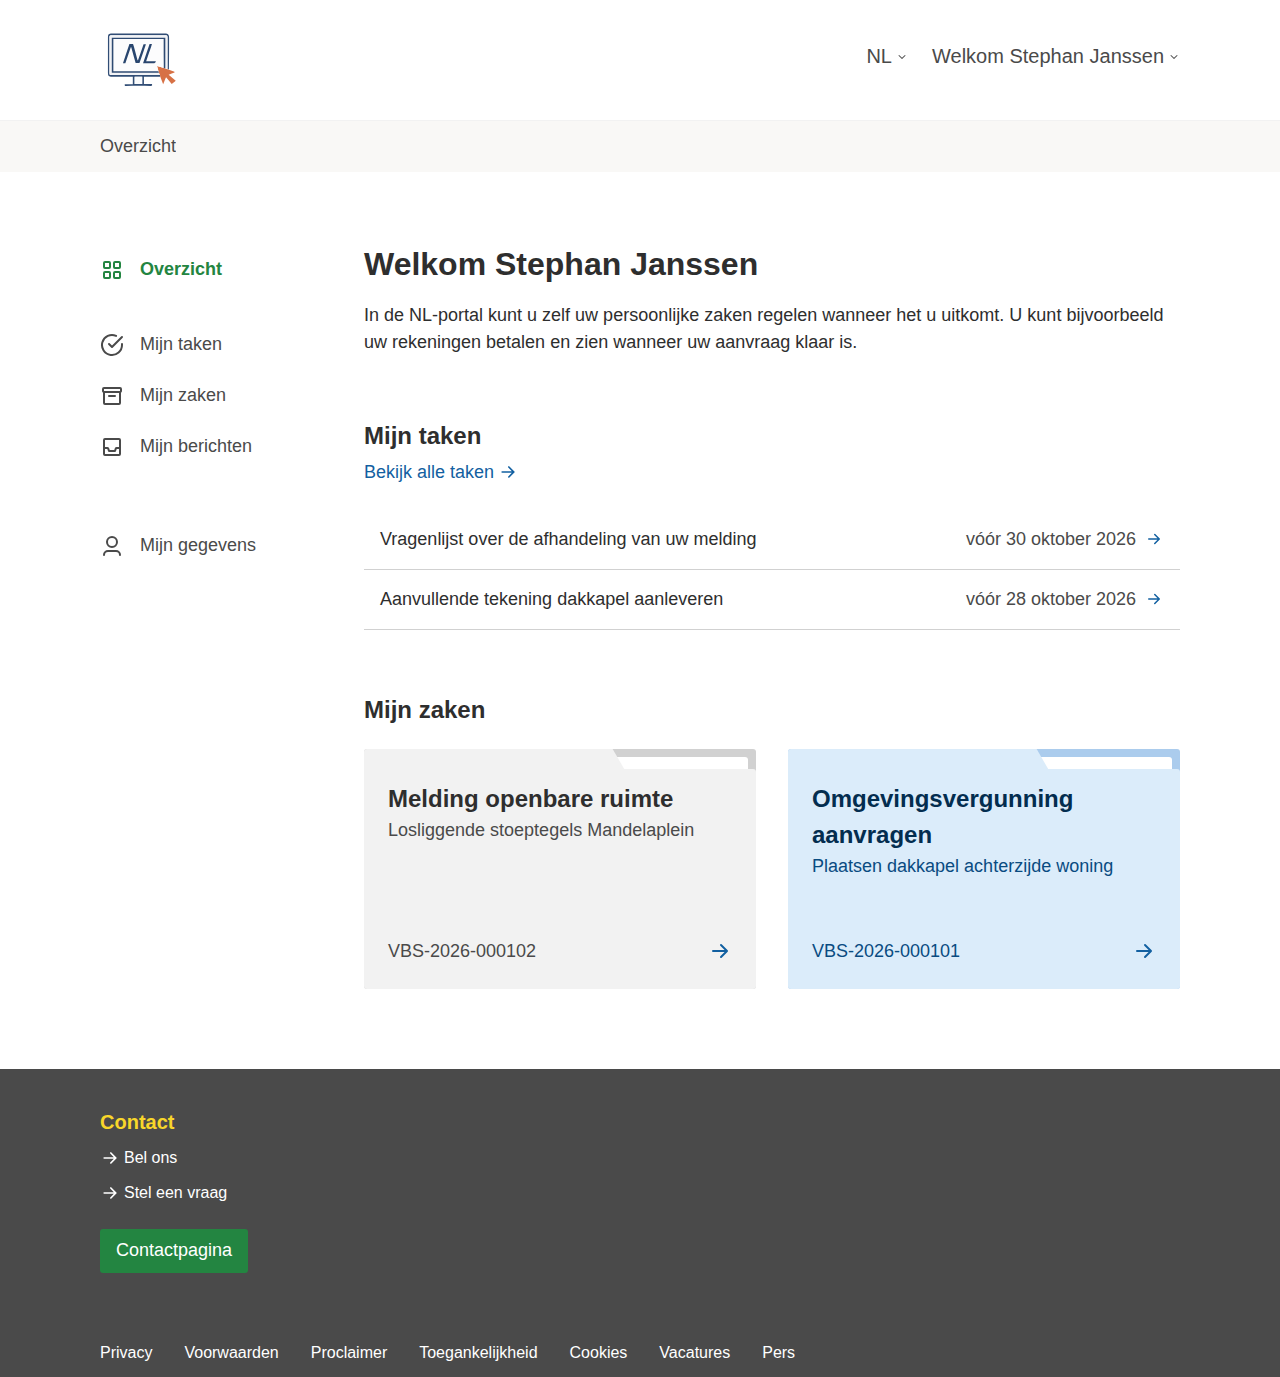 NL
NL
Welkom Stephan Janssen
Overzicht
Overzicht
Mijn taken
Mijn zaken
Mijn berichten
Mijn gegevens
Welkom Stephan Janssen
In de NL-portal kunt u zelf uw persoonlijke zaken regelen wanneer het u uitkomt. U kunt bijvoorbeeld
uw rekeningen betalen en zien wanneer uw aanvraag klaar is.
Mijn taken
Bekijk alle taken
Vragenlijst over de afhandeling van uw melding
vóór 30 oktober 2026
Aanvullende tekening dakkapel aanleveren
vóór 28 oktober 2026
Mijn zaken
Melding openbare ruimte
Losliggende stoeptegels Mandelaplein
VBS-2026-000102
Omgevingsvergunning
aanvragen
Plaatsen dakkapel achterzijde woning
VBS-2026-000101
Contact
Bel ons
Stel een vraag
Contactpagina
Privacy
Voorwaarden
Proclaimer
Toegankelijkheid
Cookies
Vacatures
Pers